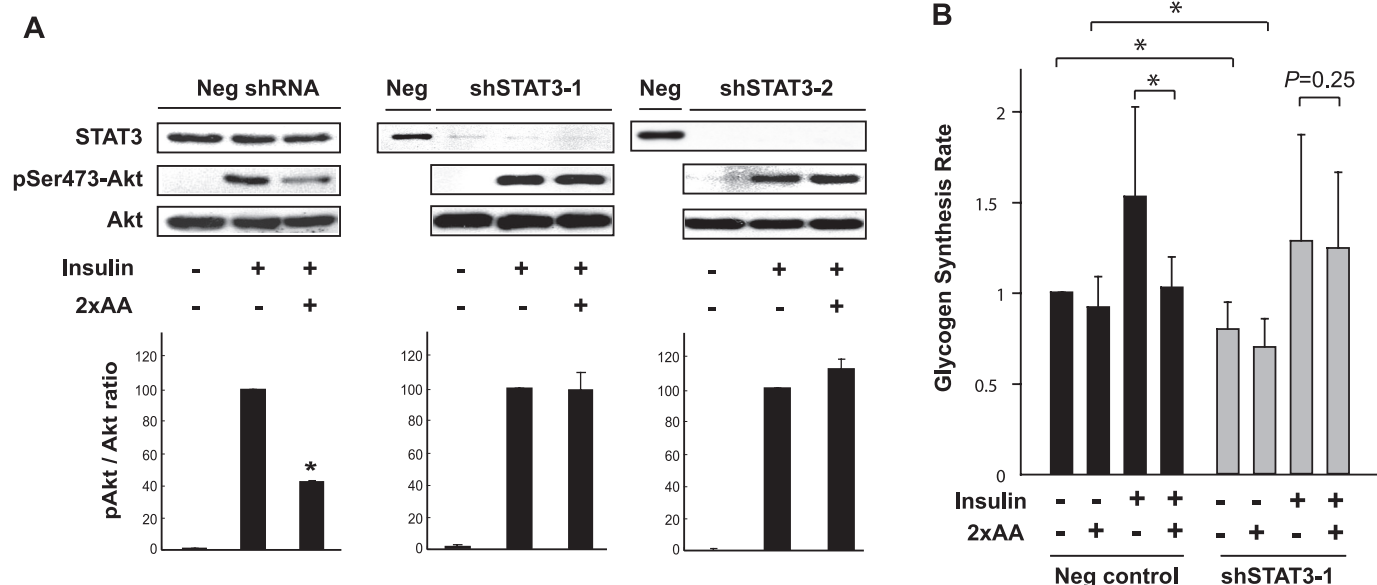 A
Neg shRNA
Neg shSTAT3-1
Neg shSTAT3-2
STAT3
pSer473-Akt
Akt
Insulin - + + - + + - + +
2xAA - - + - - + - - +
pAkt / Akt ratio
120
100
80
60
40
20
0
*
120
100
80
60
40
20
0
120
100
80
60
40
20
0
B
*
*
*
P=0.25
Glycogen Synthesis Rate
2
1.5
1
0.5
0
Insulin - - + + - - + +
2xAA - + - + - + - +
Neg control shSTAT3-1